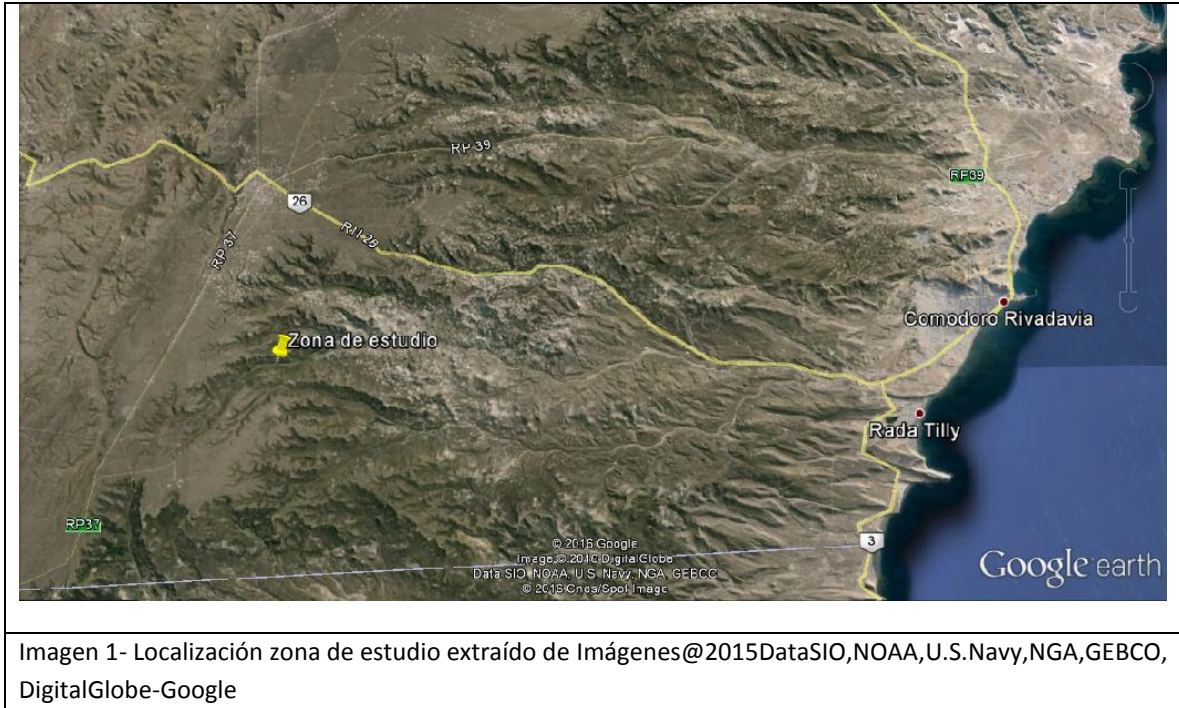 RP 39
RP39
26
RN 26
RP 37
Zona de estudio
Comodoro Rivadavia
Rada Tilly
RP37
3
© 2016 Google
Image © 2016 DigitalGlobe
Data SIO, NOAA, U.S. Navy, NGA, GEBCO
© 2016 Cnes/Spot Image
Google earth
Imagen 1- Localización zona de estudio extraído de Imágenes@2015DataSIO,NOAA,U.S.Navy,NGA,GEBCO,
DigitalGlobe-Google